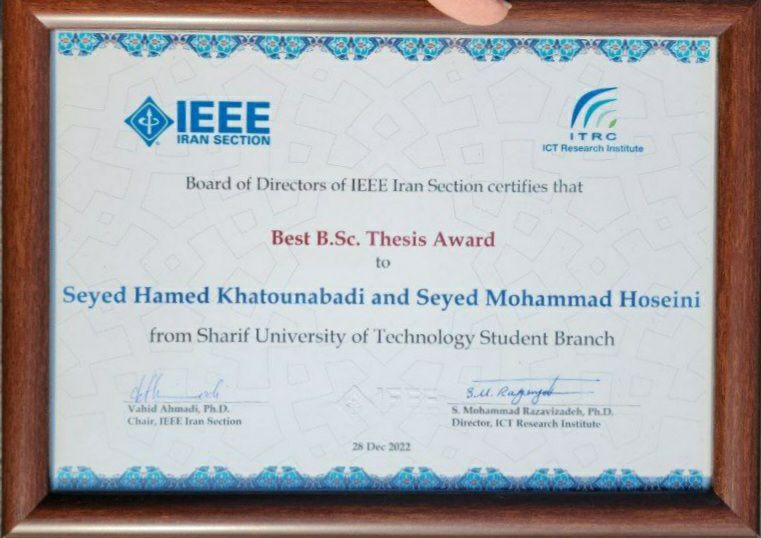 IEEE
IRAN SECTION
ITRC
ICT Research Institute
Board of Directors of IEEE Iran Section certifies that
Best B.Sc. Thesis Award
to
Seyed Hamed Khatounabadi and Seyed Mohammad Hoseini
from Sharif University of Technology Student Branch
Vahid Ahmadi, Ph.D.
Chair, IEEE Iran Section
IEEE
S. M. Razavizadeh
S. Mohammad Razavizadeh, Ph.D.
Director, ICT Research Institute
28 Dec 2022